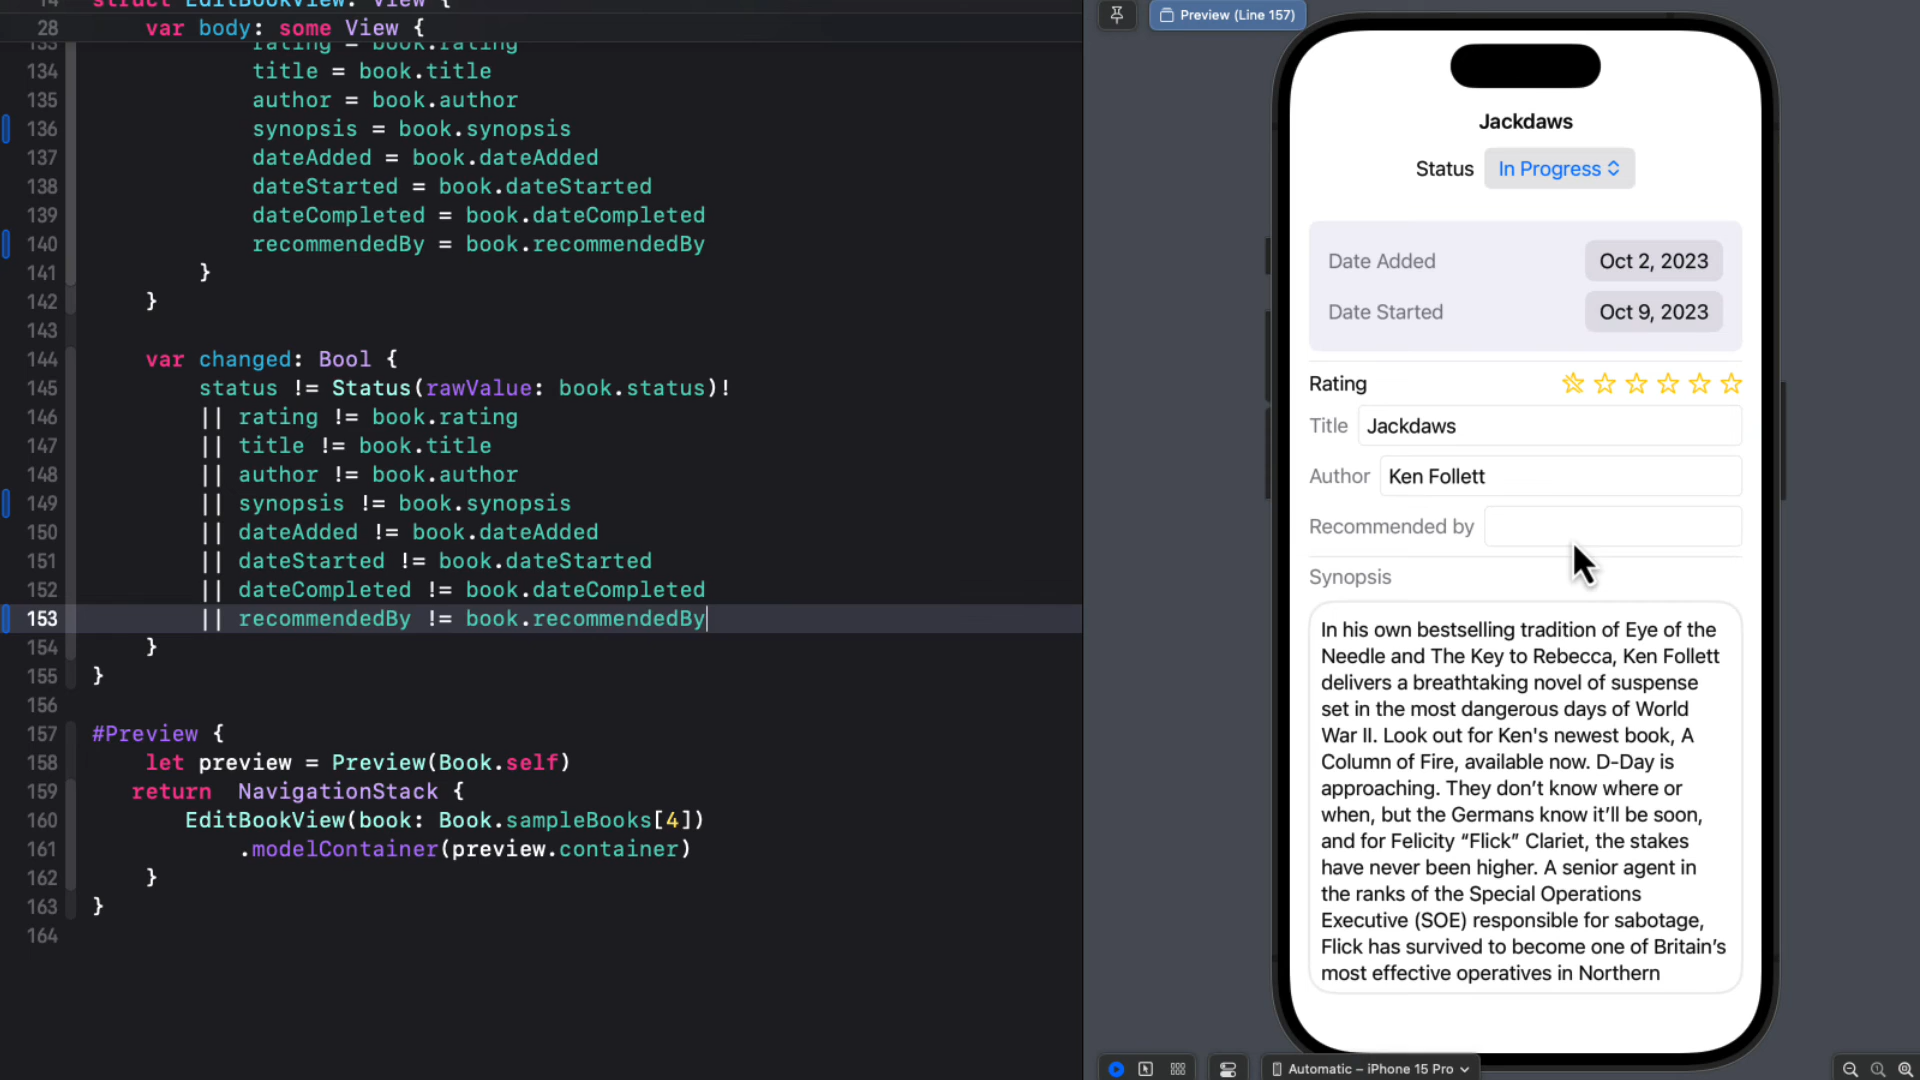 14 struct EditBookView: View {
28 var body: some View {
133 rating = book.rating
134 title = book.title
135 author = book.author
136 synopsis = book.synopsis
137 dateAdded = book.dateAdded
138 dateStarted = book.dateStarted
139 dateCompleted = book.dateCompleted
140 recommendedBy = book.recommendedBy
141 }
142 }
143
144 var changed: Bool {
145 status != Status(rawValue: book.status)!
146 || rating != book.rating
147 || title != book.title
148 || author != book.author
149 || synopsis != book.synopsis
150 || dateAdded != book.dateAdded
151 || dateStarted != book.dateStarted
152 || dateCompleted != book.dateCompleted
153 || recommendedBy != book.recommendedBy
154 }
155 }
156
157 #Preview {
158 let preview = Preview(Book.self)
159 return NavigationStack {
160 EditBookView(book: Book.sampleBooks[4])
161 .modelContainer(preview.container)
162 }
163 }
164
Preview (Line 157)
Jackdaws
Status In Progress
Date Added Oct 2, 2023
Date Started Oct 9, 2023
Rating
Title Jackdaws
Author Ken Follett
Recommended by
Synopsis
In his own bestselling tradition of Eye of the
Needle and The Key to Rebecca, Ken Follett
delivers a breathtaking novel of suspense
set in the most dangerous days of World
War II. Look out for Ken's newest book, A
Column of Fire, available now. D-Day is
approaching. They don’t know where or
when, but the Germans know it’ll be soon,
and for Felicity “Flick” Clariet, the stakes
have never been higher. A senior agent in
the ranks of the Special Operations
Executive (SOE) responsible for sabotage,
Flick has survived to become one of Britain’s
most effective operatives in Northern
Automatic – iPhone 15 Pro